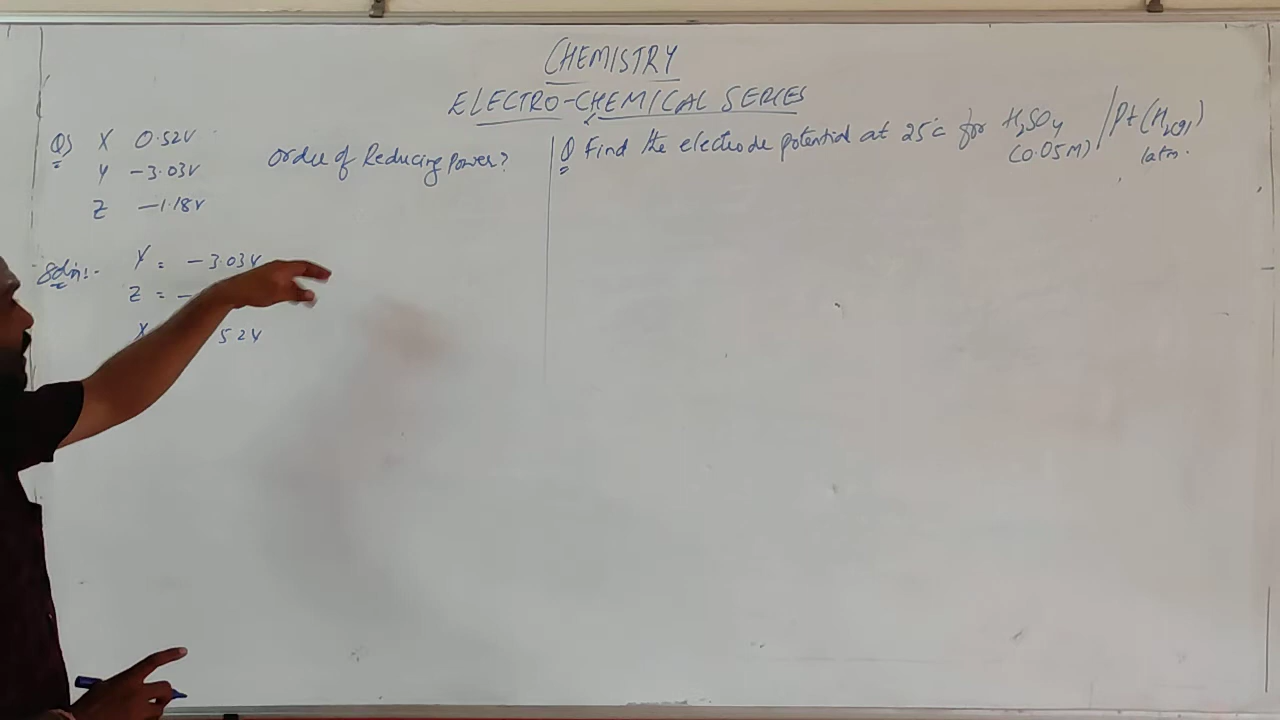 CHEMISTRY
ELECTRO-CHEMICAL SERIES
Q) X 0.52V
Y -3.03V
Z -1.18V
order of Reducing Power?
Soln:-
Y = -3.03V
Z = -
X 52V
Q Find the electrode potential at 25°c for H2SO4 / Pt (H2(g))
(0.05M) 1atm.